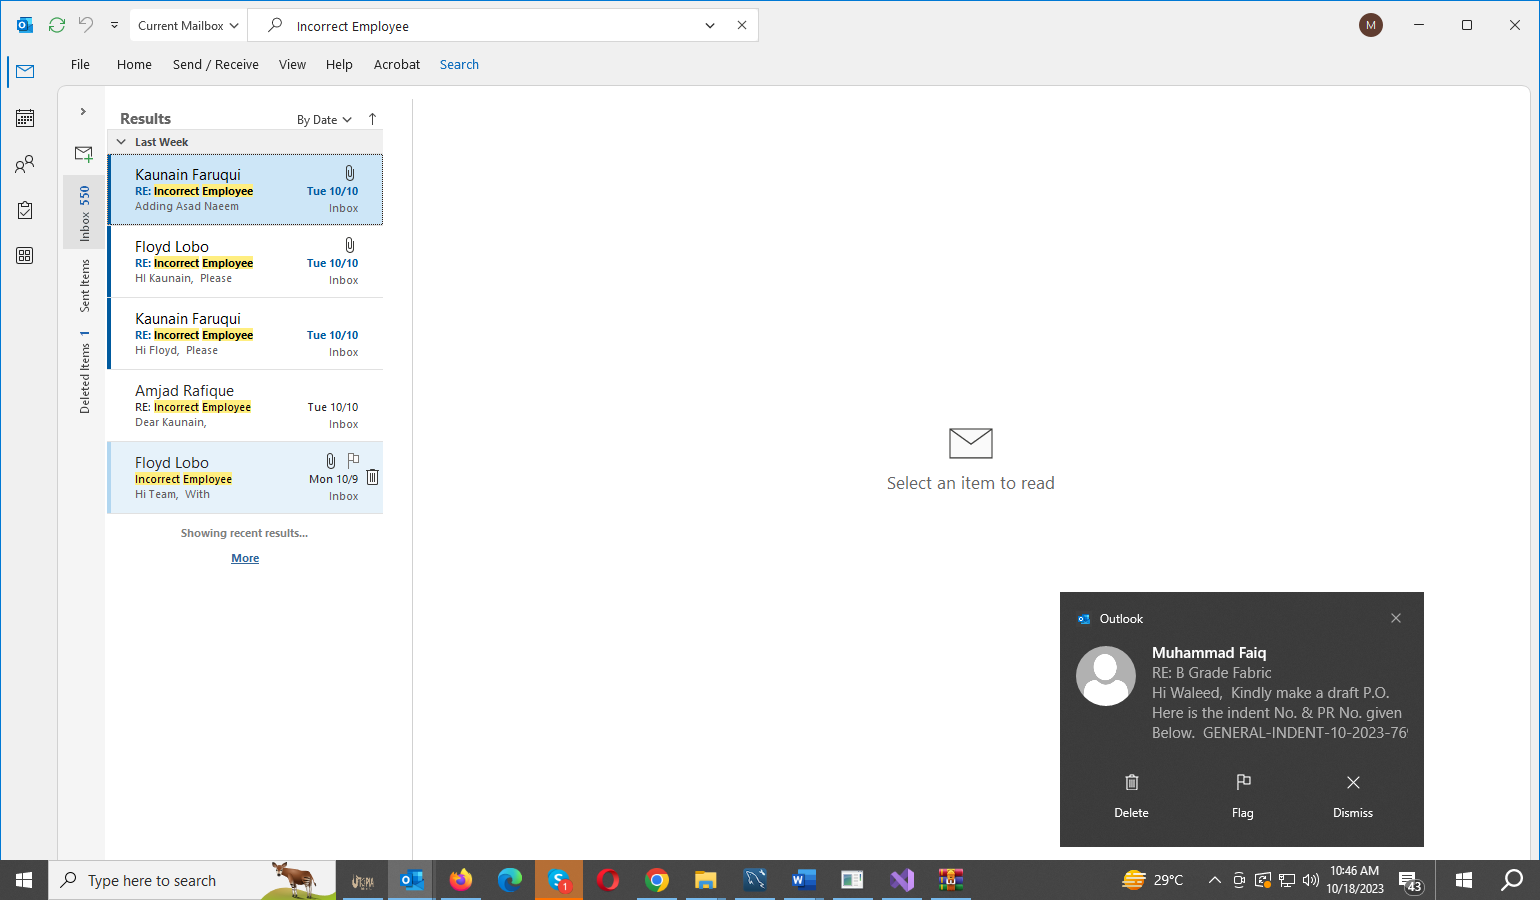 Current Mailbox
Incorrect Employee
M
File
Home
Send / Receive
View
Help
Acrobat
Search
Results
By Date
Last Week
Kaunain Faruqui
RE: Incorrect Employee
Tue 10/10
Adding Asad Naeem
Inbox
Floyd Lobo
RE: Incorrect Employee
Tue 10/10
HI Kaunain, Please
Inbox
Kaunain Faruqui
RE: Incorrect Employee
Tue 10/10
Hi Floyd, Please
Inbox
Amjad Rafique
RE: Incorrect Employee
Tue 10/10
Dear Kaunain,
Inbox
Floyd Lobo
Incorrect Employee
Mon 10/9
Hi Team, With
Inbox
Showing recent results...
More
Inbox 550
Sent Items
Deleted Items 1
Select an item to read
Outlook
Muhammad Faiq
RE: B Grade Fabric
Hi Waleed, Kindly make a draft P.O.
Here is the indent No. & PR No. given
Below. GENERAL-INDENT-10-2023-76
Delete
Flag
Dismiss
Type here to search
UTOPIA
1
29°C
10:46 AM
10/18/2023
43